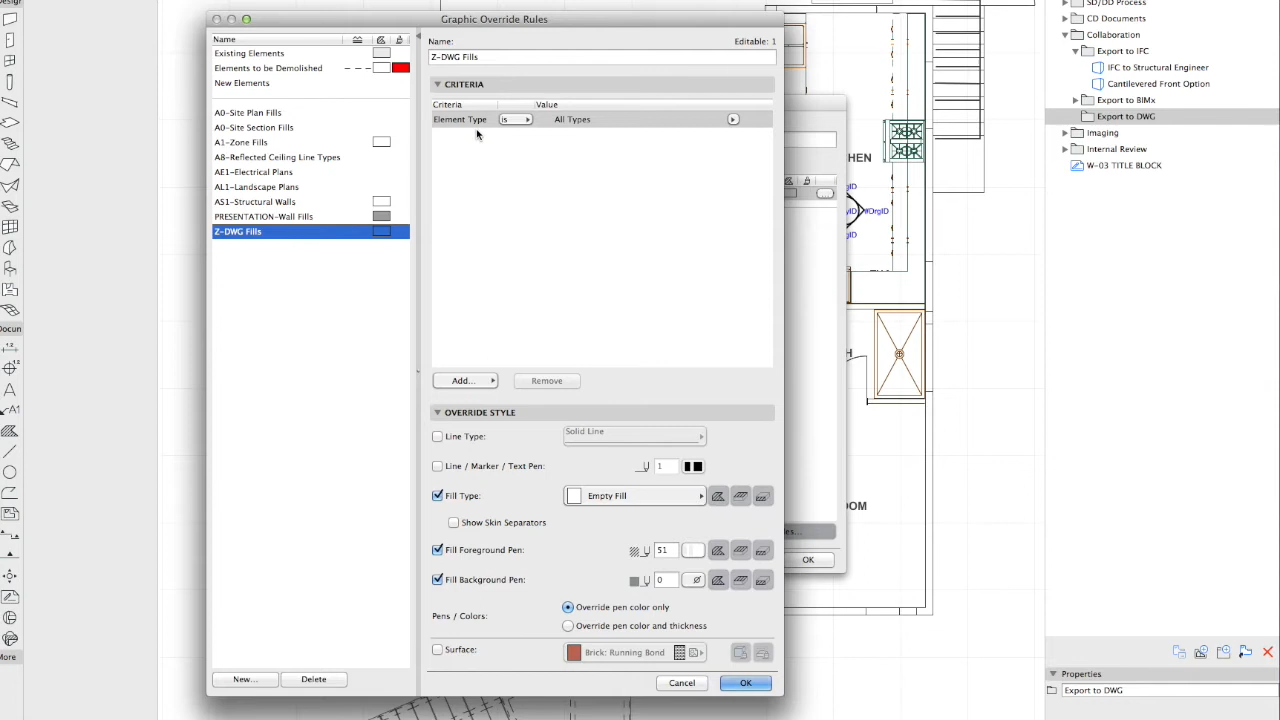 Design
Graphic Override Rules
Name
Existing Elements
Elements to be Demolished
New Elements
A0-Site Plan Fills
A0-Site Section Fills
A1-Zone Fills
A8-Reflected Ceiling Line Types
AE1-Electrical Plans
AL1-Landscape Plans
AS1-Structural Walls
PRESENTATION-Wall Fills
Z-DWG Fills
New...
Delete
Name:
Editable: 1
Z-DWG Fills
CRITERIA
Criteria
Value
Element Type
is
All Types
Add...
Remove
OVERRIDE STYLE
Line Type:
Solid Line
Line / Marker / Text Pen:
1
Fill Type:
Empty Fill
Show Skin Separators
Fill Foreground Pen:
51
Fill Background Pen:
0
Pens / Colors:
Override pen color only
Override pen color and thickness
Surface:
Brick: Running Bond
Cancel
OK
OK
HEN
#OrgID
SD/DD Process
CD Documents
Collaboration
Export to IFC
IFC to Structural Engineer
Cantilevered Front Option
Export to BIMx
Export to DWG
Imaging
Internal Review
W-03 TITLE BLOCK
Properties
Export to DWG
Docun
1.2
A
A1
More
OOM